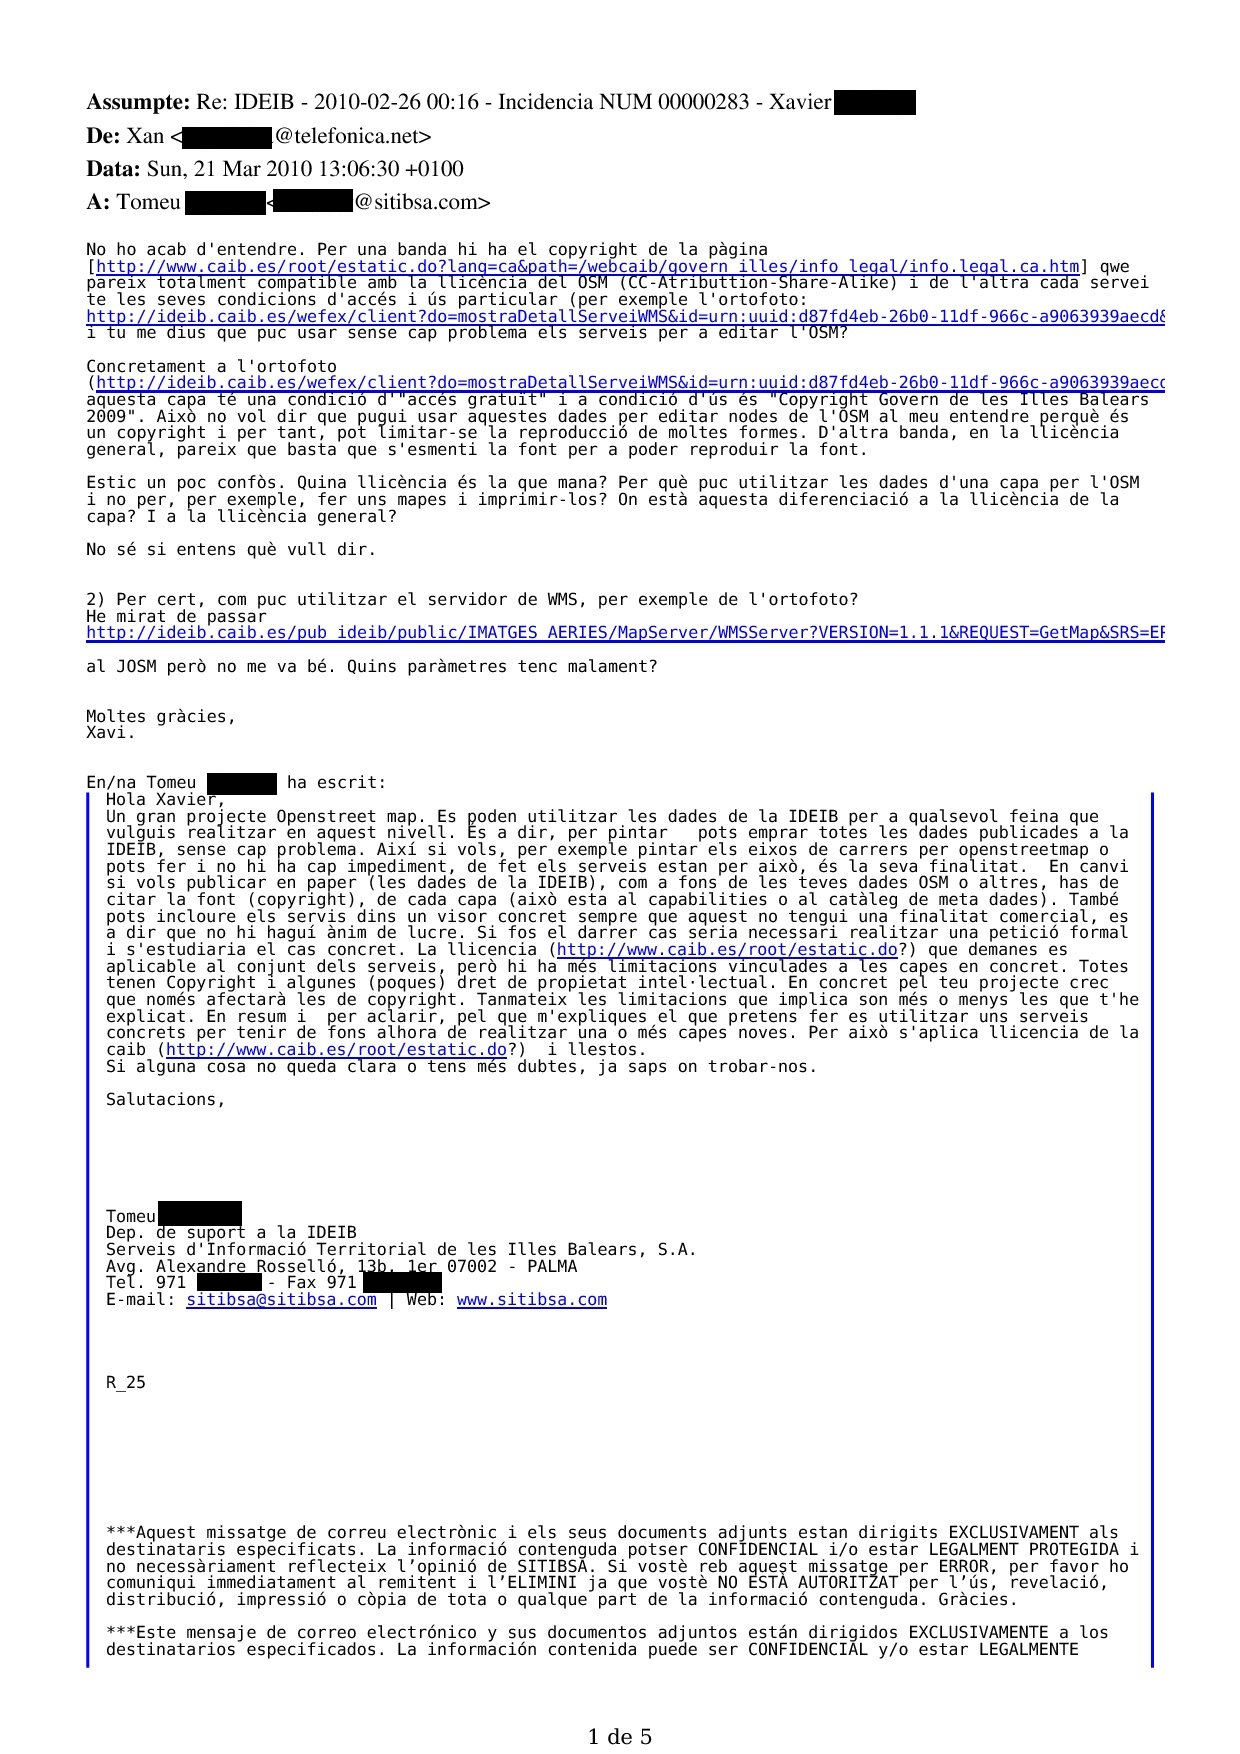 Assumpte: Re: IDEIB - 2010-02-26 00:16 - Incidencia NUM 00000283 - Xavier
De: Xan < @telefonica.net>
Data: Sun, 21 Mar 2010 13:06:30 +0100
A: Tomeu < @sitibsa.com>
No ho acab d'entendre. Per una banda hi ha el copyright de la pàgina
[http://www.caib.es/root/estatic.do?lang=ca&path=/webcaib/govern_illes/info_legal/info.legal.ca.htm] qwe
pareix totalment compatible amb la llicència del OSM (CC-Atributtion-Share-Alike) i de l'altra cada servei
te les seves condicions d'accés i ús particular (per exemple l'ortofoto:
http://ideib.caib.es/wefex/client?do=mostraDetallServeiWMS&id=urn:uuid:d87fd4eb-26b0-11df-966c-a9063939aecd&
i tu me dius que puc usar sense cap problema els serveis per a editar l'OSM?
Concretament a l'ortofoto
(http://ideib.caib.es/wefex/client?do=mostraDetallServeiWMS&id=urn:uuid:d87fd4eb-26b0-11df-966c-a9063939aecd
aquesta capa té una condició d'"accés gratuït" i a condició d'ús és "Copyright Govern de les Illes Balears
2009". Això no vol dir que pugui usar aquestes dades per editar nodes de l'OSM al meu entendre perquè és
un copyright i per tant, pot limitar-se la reproducció de moltes formes. D'altra banda, en la llicència
general, pareix que basta que s'esmenti la font per a poder reproduir la font.
Estic un poc confòs. Quina llicència és la que mana? Per què puc utilitzar les dades d'una capa per l'OSM
i no per, per exemple, fer uns mapes i imprimir-los? On està aquesta diferenciació a la llicència de la
capa? I a la llicència general?
No sé si entens què vull dir.
2) Per cert, com puc utilitzar el servidor de WMS, per exemple de l'ortofoto?
He mirat de passar
http://ideib.caib.es/pub_ideib/public/IMATGES_AERIES/MapServer/WMSServer?VERSION=1.1.1&REQUEST=GetMap&SRS=EP
al JOSM però no me va bé. Quins paràmetres tenc malament?
Moltes gràcies,
Xavi.
En/na Tomeu ha escrit:
Hola Xavier,
Un gran projecte Openstreet map. Es poden utilitzar les dades de la IDEIB per a qualsevol feina que
vulguis realitzar en aquest nivell. És a dir, per pintar   pots emprar totes les dades publicades a la
IDEIB, sense cap problema. Així si vols, per exemple pintar els eixos de carrers per openstreetmap o
pots fer i no hi ha cap impediment, de fet els serveis estan per això, és la seva finalitat.  En canvi
si vols publicar en paper (les dades de la IDEIB), com a fons de les teves dades OSM o altres, has de
citar la font (copyright), de cada capa (això esta al capabilities o al catàleg de meta dades). També
pots incloure els servis dins un visor concret sempre que aquest no tengui una finalitat comercial, es
a dir que no hi haguí ànim de lucre. Si fos el darrer cas seria necessari realitzar una petició formal
i s'estudiaria el cas concret. La llicencia (http://www.caib.es/root/estatic.do?) que demanes es
aplicable al conjunt dels serveis, però hi ha més limitacions vinculades a les capes en concret. Totes
tenen Copyright i algunes (poques) dret de propietat intel·lectual. En concret pel teu projecte crec
que només afectarà les de copyright. Tanmateix les limitacions que implica son més o menys les que t'he
explicat. En resum i  per aclarir, pel que m'expliques el que pretens fer es utilitzar uns serveis
concrets per tenir de fons alhora de realitzar una o més capes noves. Per això s'aplica llicencia de la
caib (http://www.caib.es/root/estatic.do?)  i llestos.
Si alguna cosa no queda clara o tens més dubtes, ja saps on trobar-nos.
Salutacions,
Tomeu
Dep. de suport a la IDEIB
Serveis d'Informació Territorial de les Illes Balears, S.A.
Avg. Alexandre Rosselló, 13b, 1er 07002 - PALMA
Tel. 971 - Fax 971
E-mail: sitibsa@sitibsa.com | Web: www.sitibsa.com
R_25
***Aquest missatge de correu electrònic i els seus documents adjunts estan dirigits EXCLUSIVAMENT als
destinataris especificats. La informació contenguda potser CONFIDENCIAL i/o estar LEGALMENT PROTEGIDA i
no necessàriament reflecteix l’opinió de SITIBSA. Si vostè reb aquest missatge per ERROR, per favor ho
comuniqui immediatament al remitent i l’ELIMINI ja que vostè NO ESTÀ AUTORITZAT per l’ús, revelació,
distribució, impressió o còpia de tota o qualque part de la informació contenguda. Gràcies.
***Este mensaje de correo electrónico y sus documentos adjuntos están dirigidos EXCLUSIVAMENTE a los
destinatarios especificados. La información contenida puede ser CONFIDENCIAL y/o estar LEGALMENTE
1 de 5